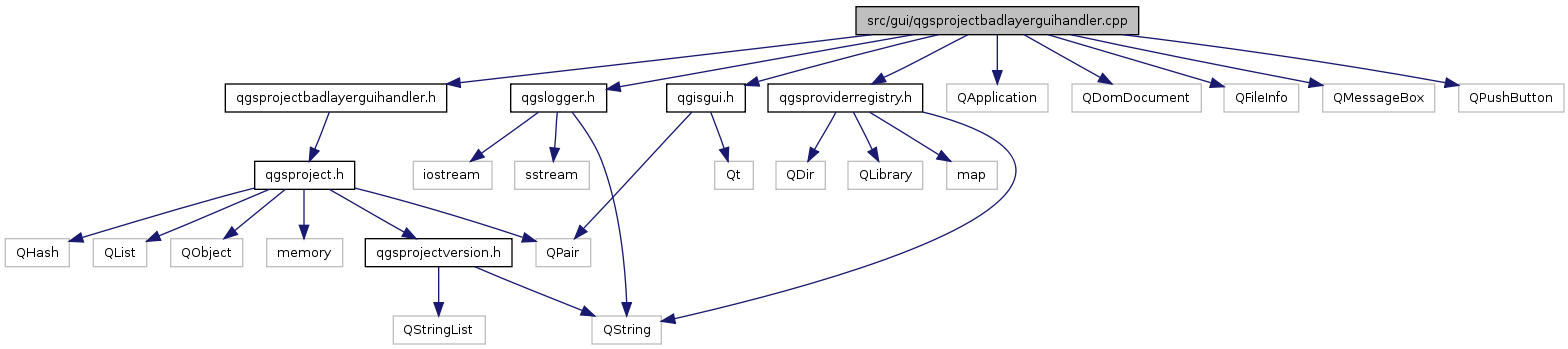 src/gui/qgsprojectbadlayerguihandler.cpp
qgsprojectbadlayerguihandler.h
qgslogger.h
qgisgui.h
qgsproviderregistry.h
QApplication
QDomDocument
QFileInfo
QMessageBox
QPushButton
qgsproject.h
iostream
sstream
Qt
QDir
QLibrary
map
QHash
QList
QObject
memory
qgsprojectversion.h
QPair
QStringList
QString